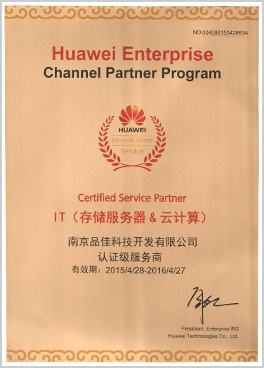 Huawei Enterprise
Channel Partner Program
HUAWEI
Enterprise Partner
Service
Certified Service Partner
IT（存储服务器 & 云计算）
南京品佳科技开发有限公司
认证级服务商
有效期：2015/4/28-2016/4/27
President, Enterprise BG
Huawei Technologies Co., Ltd.